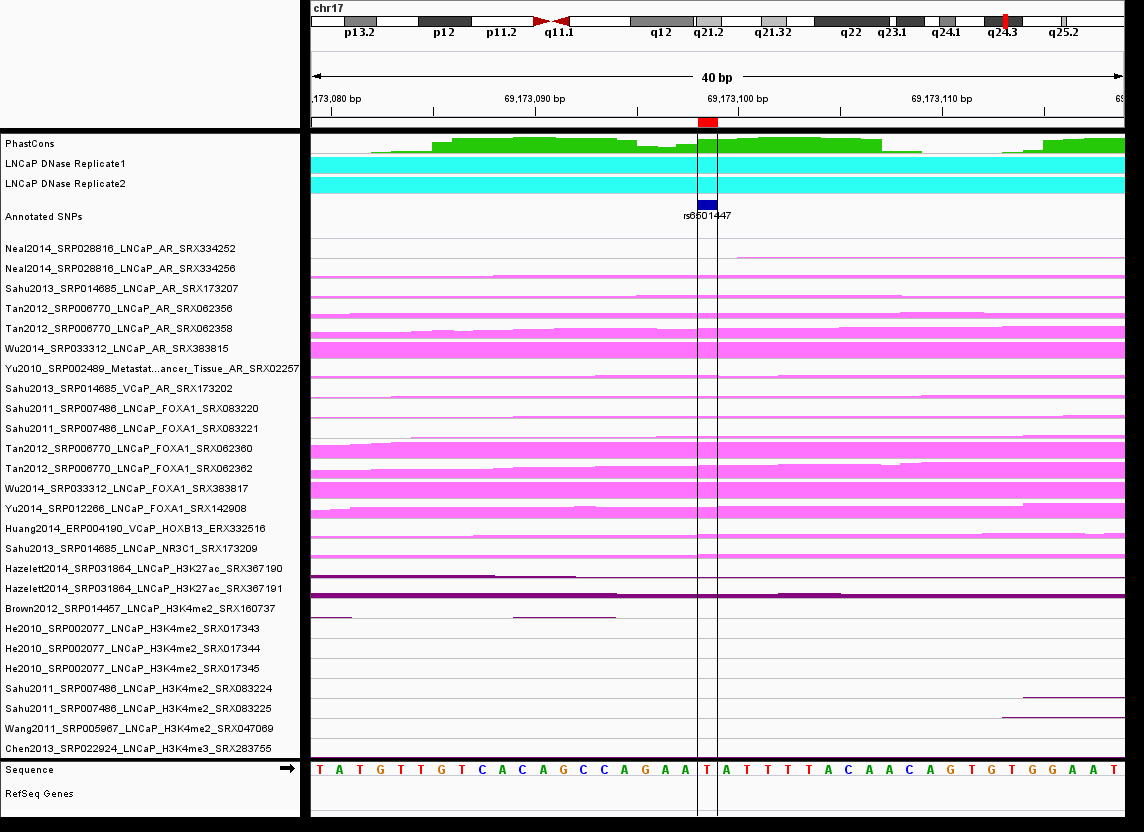 chr17
p13.2 p12 p11.2 q11.1 q12 q21.2 q21.32 q22 q23.1 q24.1 q24.3 q25.2
40 bp
,173,080 bp 69,173,090 bp 69,173,100 bp 69,173,110 bp 69
PhastCons
LNCaP DNase Replicate1
LNCaP DNase Replicate2
Annotated SNPs
rs6501447
Neal2014_SRP028816_LNCaP_AR_SRX334252
Neal2014_SRP028816_LNCaP_AR_SRX334256
Sahu2013_SRP014685_LNCaP_AR_SRX173207
Tan2012_SRP006770_LNCaP_AR_SRX062356
Tan2012_SRP006770_LNCaP_AR_SRX062358
Wu2014_SRP033312_LNCaP_AR_SRX383815
Yu2010_SRP002489_Metastat...ancer_Tissue_AR_SRX02257
Sahu2013_SRP014685_VCaP_AR_SRX173202
Sahu2011_SRP007486_LNCaP_FOXA1_SRX083220
Sahu2011_SRP007486_LNCaP_FOXA1_SRX083221
Tan2012_SRP006770_LNCaP_FOXA1_SRX062360
Tan2012_SRP006770_LNCaP_FOXA1_SRX062362
Wu2014_SRP033312_LNCaP_FOXA1_SRX383817
Yu2014_SRP012266_LNCaP_FOXA1_SRX142908
Huang2014_ERP004190_VCaP_HOXB13_ERX332516
Sahu2013_SRP014685_LNCaP_NR3C1_SRX173209
Hazelett2014_SRP031864_LNCaP_H3K27ac_SRX367190
Hazelett2014_SRP031864_LNCaP_H3K27ac_SRX367191
Brown2012_SRP014457_LNCaP_H3K4me2_SRX160737
He2010_SRP002077_LNCaP_H3K4me2_SRX017343
He2010_SRP002077_LNCaP_H3K4me2_SRX017344
He2010_SRP002077_LNCaP_H3K4me2_SRX017345
Sahu2011_SRP007486_LNCaP_H3K4me2_SRX083224
Sahu2011_SRP007486_LNCaP_H3K4me2_SRX083225
Wang2011_SRP005967_LNCaP_H3K4me2_SRX047069
Chen2013_SRP022924_LNCaP_H3K4me3_SRX283755
Sequence T A T G T T G T C A C A G C C A G A A T A T T T T A C A A C A G T G T G G A A T
RefSeq Genes